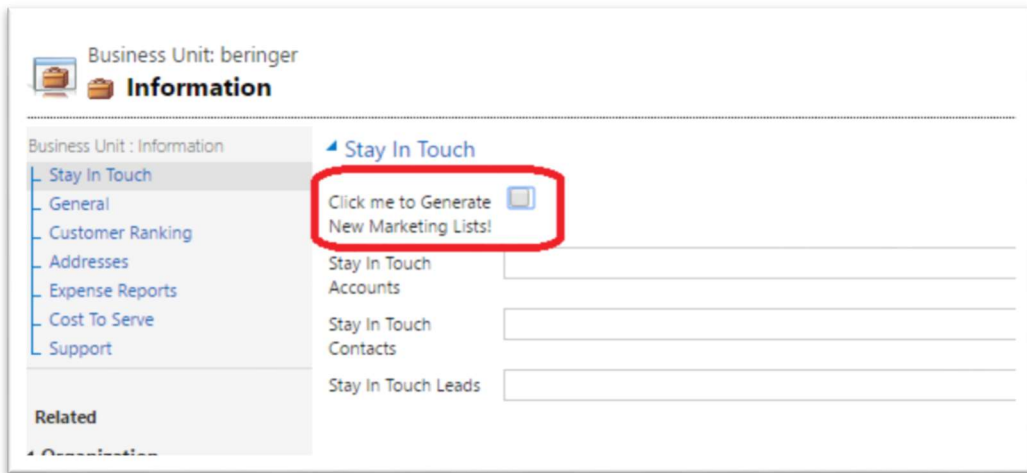 Business Unit: beringer
Information
Business Unit : Information
Stay In Touch
General
Customer Ranking
Addresses
Expense Reports
Cost To Serve
Support
Related
Stay In Touch
Click me to Generate
New Marketing Lists!
Stay In Touch
Accounts
Stay In Touch
Contacts
Stay In Touch Leads